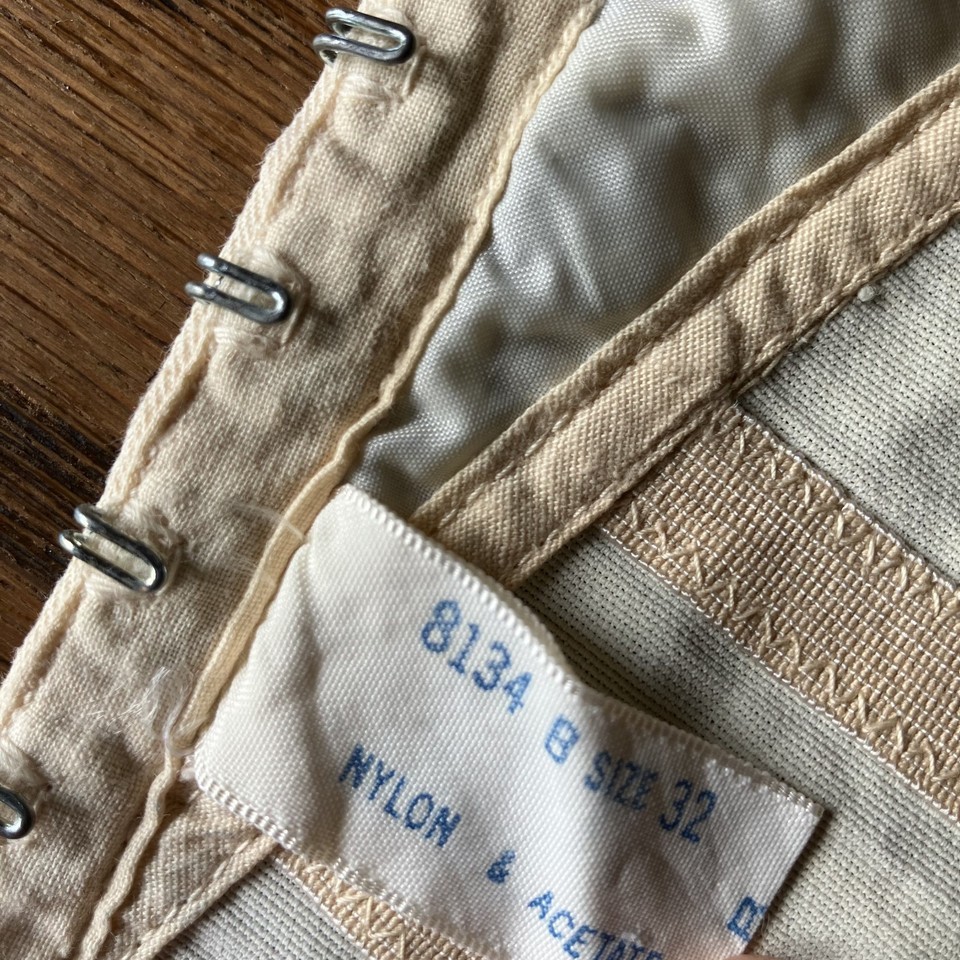 8134 B SIZE 32
NYLON & ACETATE